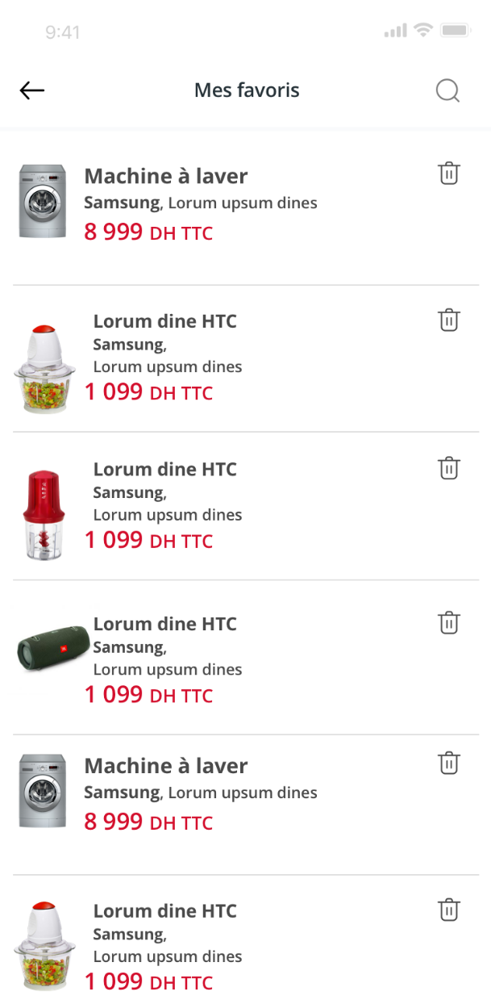 9:41
Mes favoris
Machine à laver
Samsung, Lorum upsum dines
8 999 DH TTC
Lorum dine HTC
Samsung,
Lorum upsum dines
1 099 DH TTC
Lorum dine HTC
Samsung,
Lorum upsum dines
1 099 DH TTC
Lorum dine HTC
Samsung,
Lorum upsum dines
1 099 DH TTC
Machine à laver
Samsung, Lorum upsum dines
8 999 DH TTC
Lorum dine HTC
Samsung,
Lorum upsum dines
1 099 DH TTC